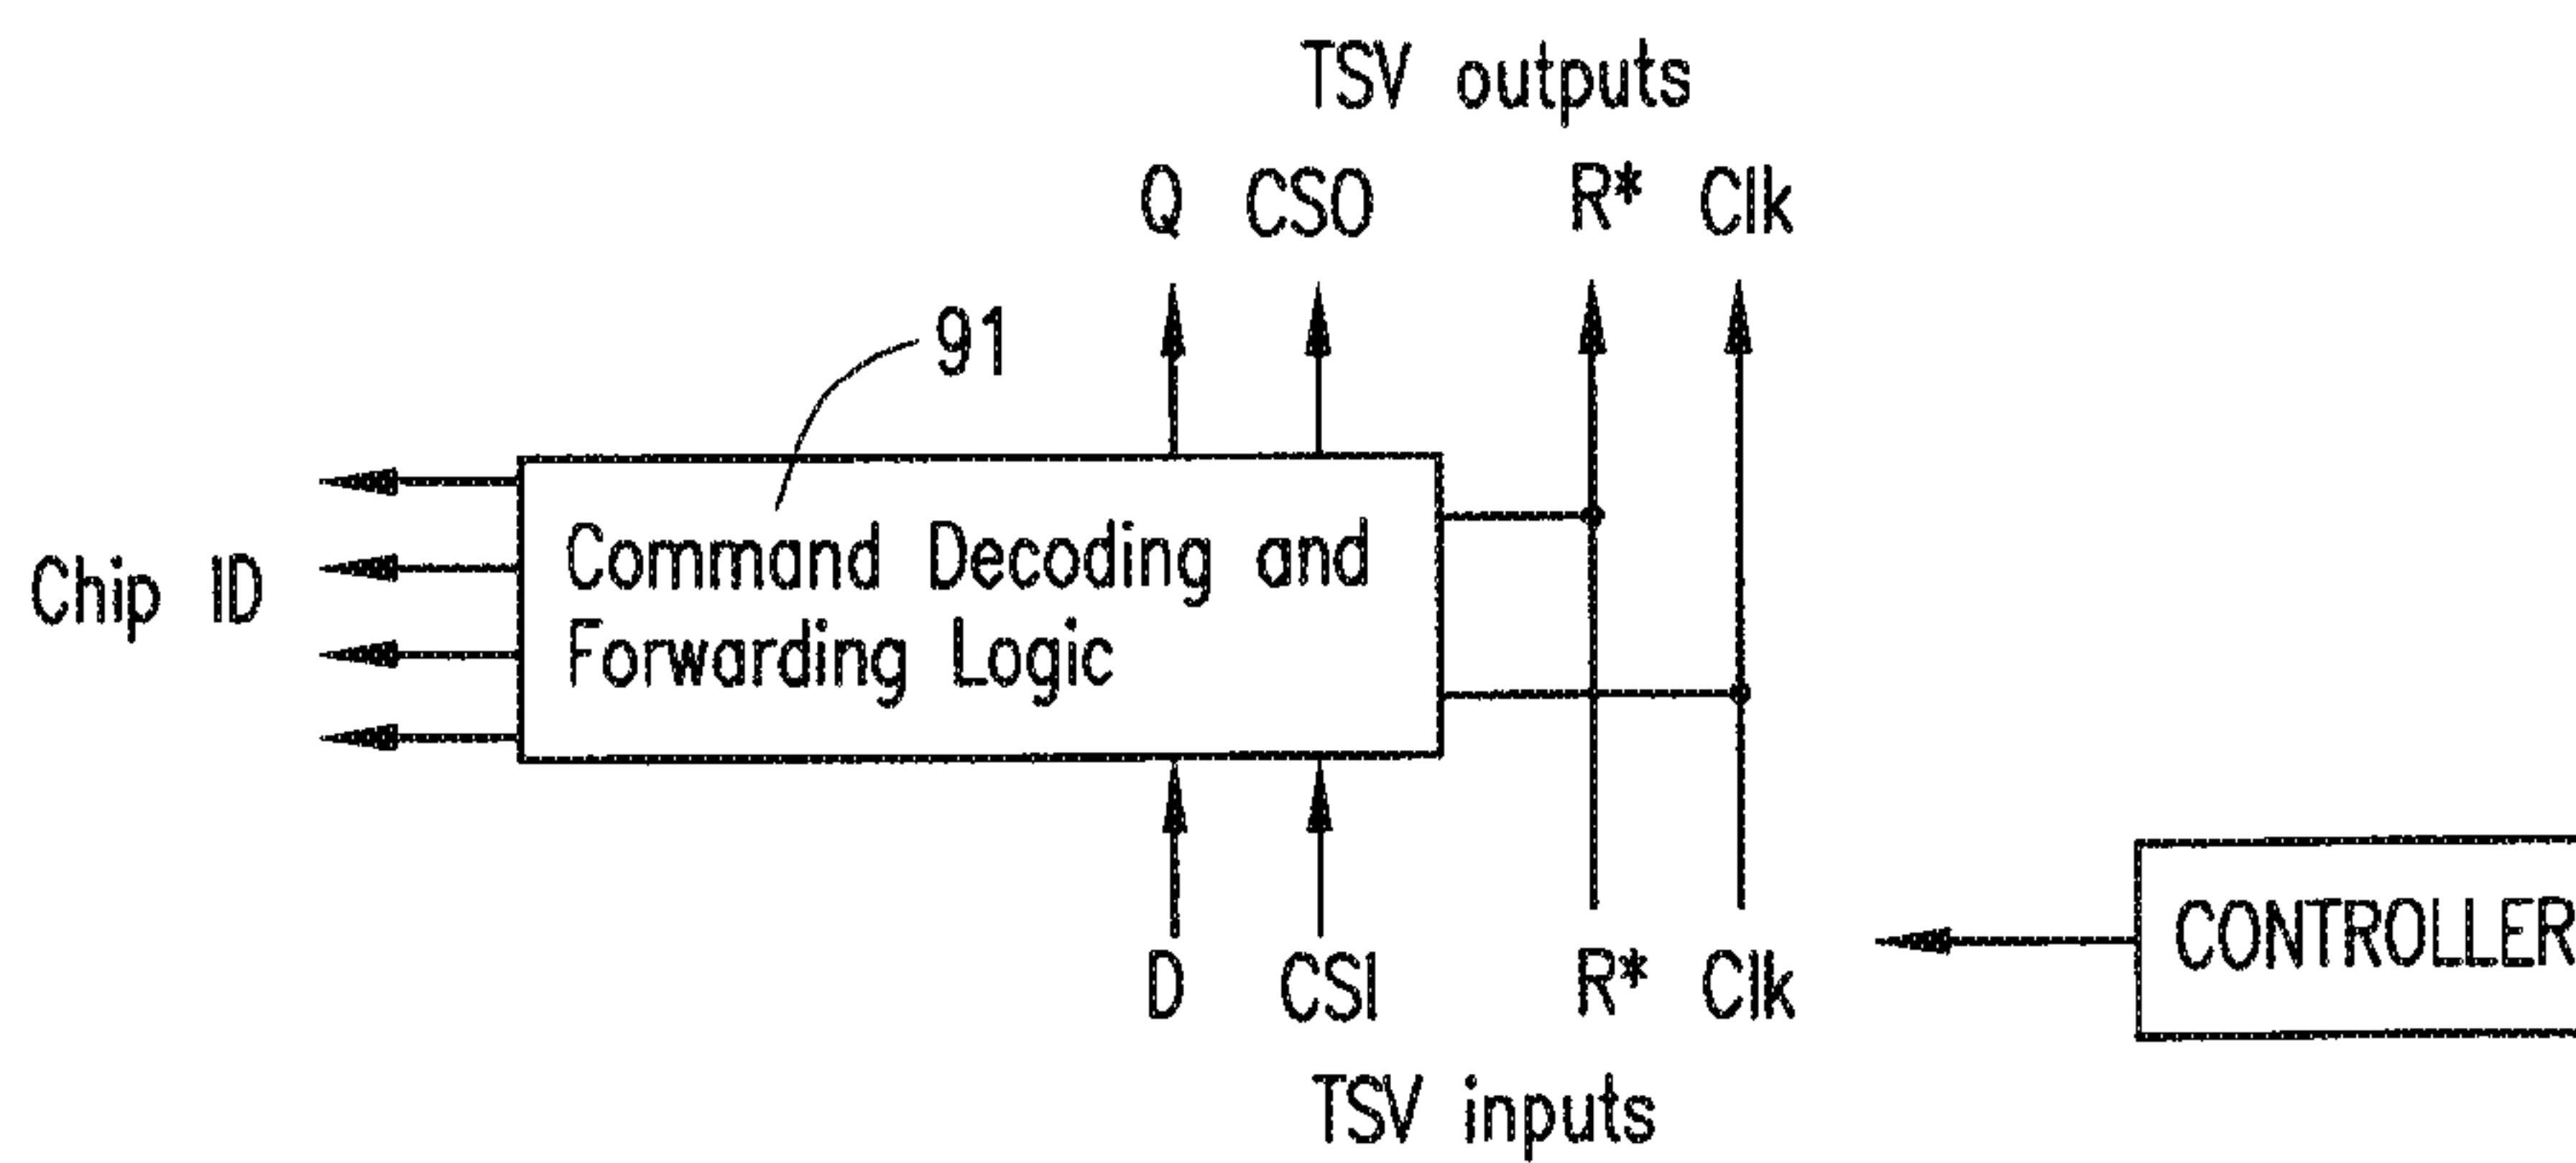 TSV outputs
Q CSO R* Clk
91
Chip ID
Command Decoding and
Forwarding Logic
D CSI R* Clk
CONTROLLER
TSV inputs